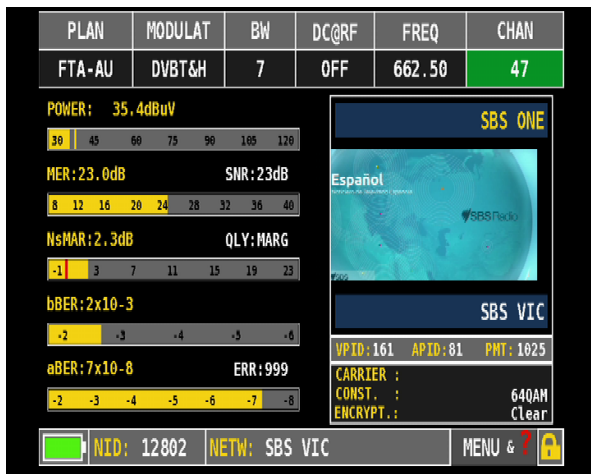 PLAN MODULAT BW DC@RF FREQ CHAN
FTA-AU DVBT&H 7 OFF 662.50 47
POWER: 35.4dBuV
30 45 60 75 90 105 120
MER:23.0dB SNR:23dB
8 12 16 20 24 28 32 36 40
NsMAR:2.3dB QLY:MARG
-1 3 7 11 15 19 23
bBER:2x10-3
-2 -3 -4 -5 -6
aBER:7x10-8 ERR:999
-2 -3 -4 -5 -6 -7 -8
SBS ONE
Español
SBS Radio
SBS VIC
VPID:161 APID:81 PMT:1025
CARRIER :
CONST. : 64QAM
ENCRYPT.: Clear
NID: 12802 NETW: SBS VIC MENU & ?